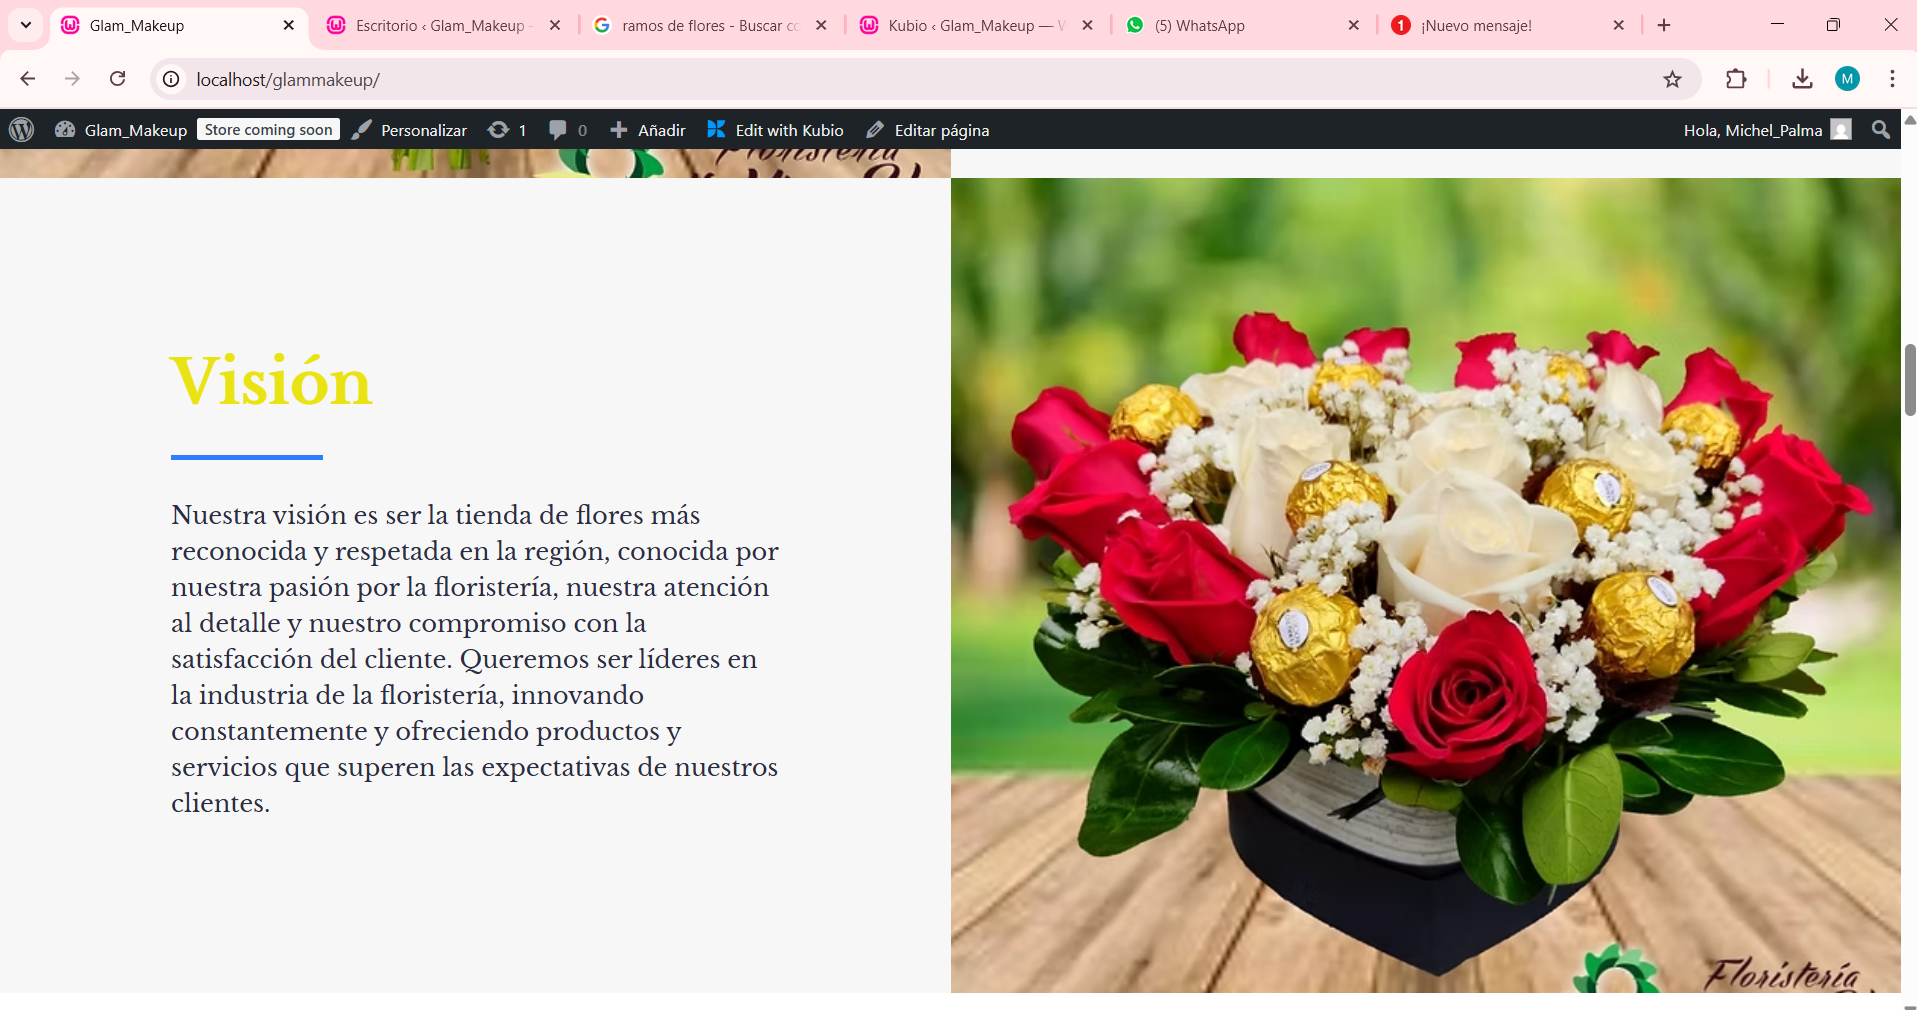 Glam_Makeup
Escritorio ‹ Glam_Makeup -
ramos de flores - Buscar co
Kubio ‹ Glam_Makeup — W
(5) WhatsApp
1 ¡Nuevo mensaje!
localhost/glammakeup/
M
Glam_Makeup Store coming soon Personalizar 1 0 Añadir Edit with Kubio Editar página Hola, Michel_Palma
Floristería
Visión
Nuestra visión es ser la tienda de flores más
reconocida y respetada en la región, conocida por
nuestra pasión por la floristería, nuestra atención
al detalle y nuestro compromiso con la
satisfacción del cliente. Queremos ser líderes en
la industria de la floristería, innovando
constantemente y ofreciendo productos y
servicios que superen las expectativas de nuestros
clientes.
Floristería